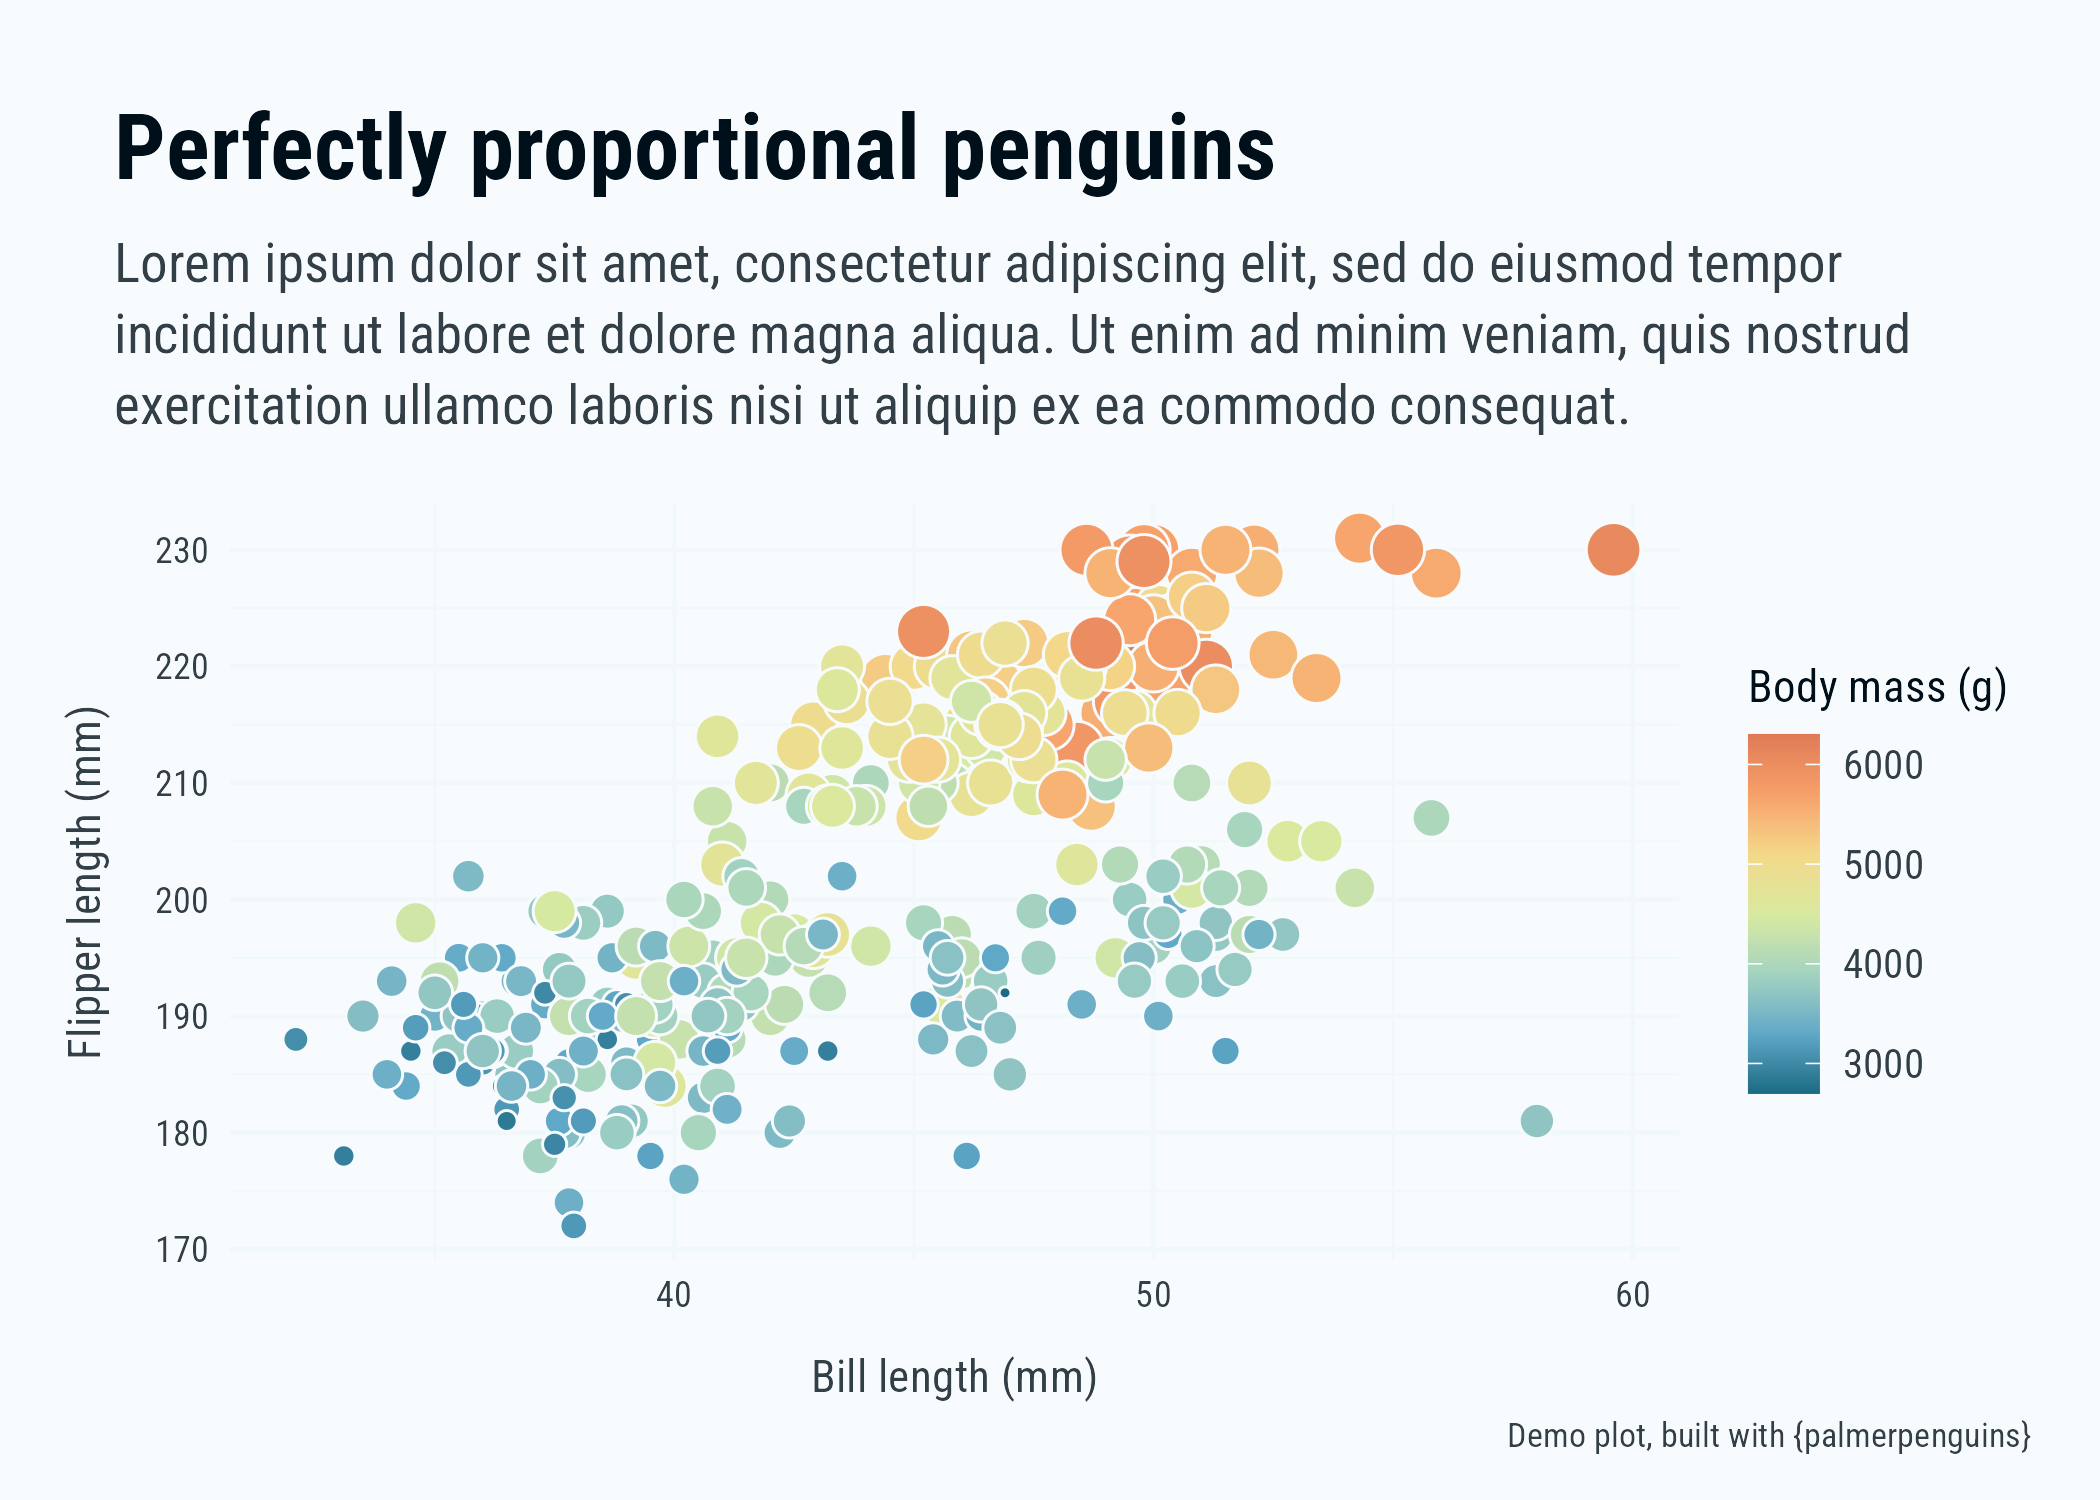 Perfectly proportional penguins
Lorem ipsum dolor sit amet, consectetur adipiscing elit, sed do eiusmod tempor
incididunt ut labore et dolore magna aliqua. Ut enim ad minim veniam, quis nostrud
exercitation ullamco laboris nisi ut aliquip ex ea commodo consequat.
Flipper length (mm)
230
220
210
200
190
180
170
40
50
60
Bill length (mm)
Body mass (g)
6000
5000
4000
3000
Demo plot, built with {palmerpenguins}